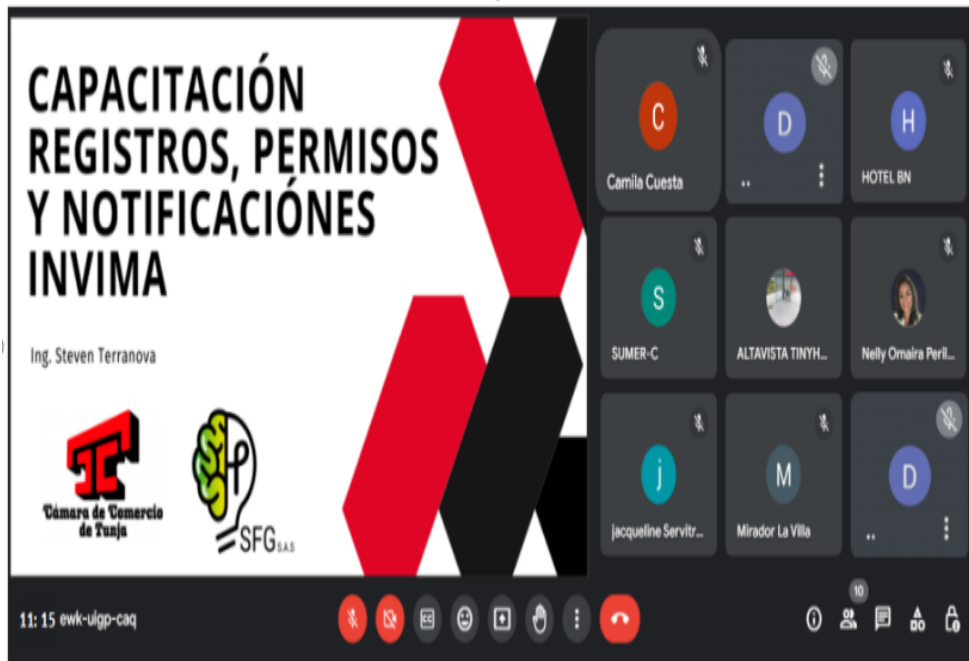 CAPACITACIÓN
REGISTROS, PERMISOS
Y NOTIFICACIÓNES
INVIMA
Ing. Steven Terranova
Cámara de Comercio
de Tunja
SFG S.A.S
C
Camila Cuesta
D
..
H
HOTEL BN
S
SUMER-C
ALTAVISTA TINYH...
Nelly Omaira Peril...
j
jacqueline Servitr...
M
Mirador La Villa
D
..
11:15 ewk-uigp-caq
CC
10